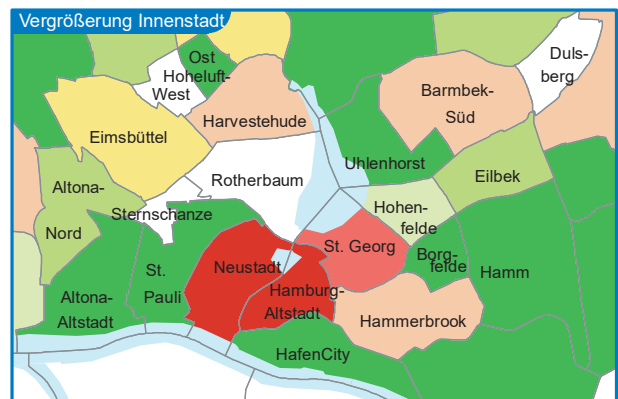 Vergrößerung Innenstadt
Ost
Hoheluft-
West
Duls-
berg
Barmbek-
Süd
Harvestehude
Eimsbüttel
Uhlenhorst
Eilbek
Rotherbaum
Altona-
Nord
Sternschanze
Hohen-
felde
St. Georg
Borg-
felde
Hamm
St.
Pauli
Neustadt
Hamburg-
Altstadt
Altona-
Altstadt
Hammerbrook
HafenCity